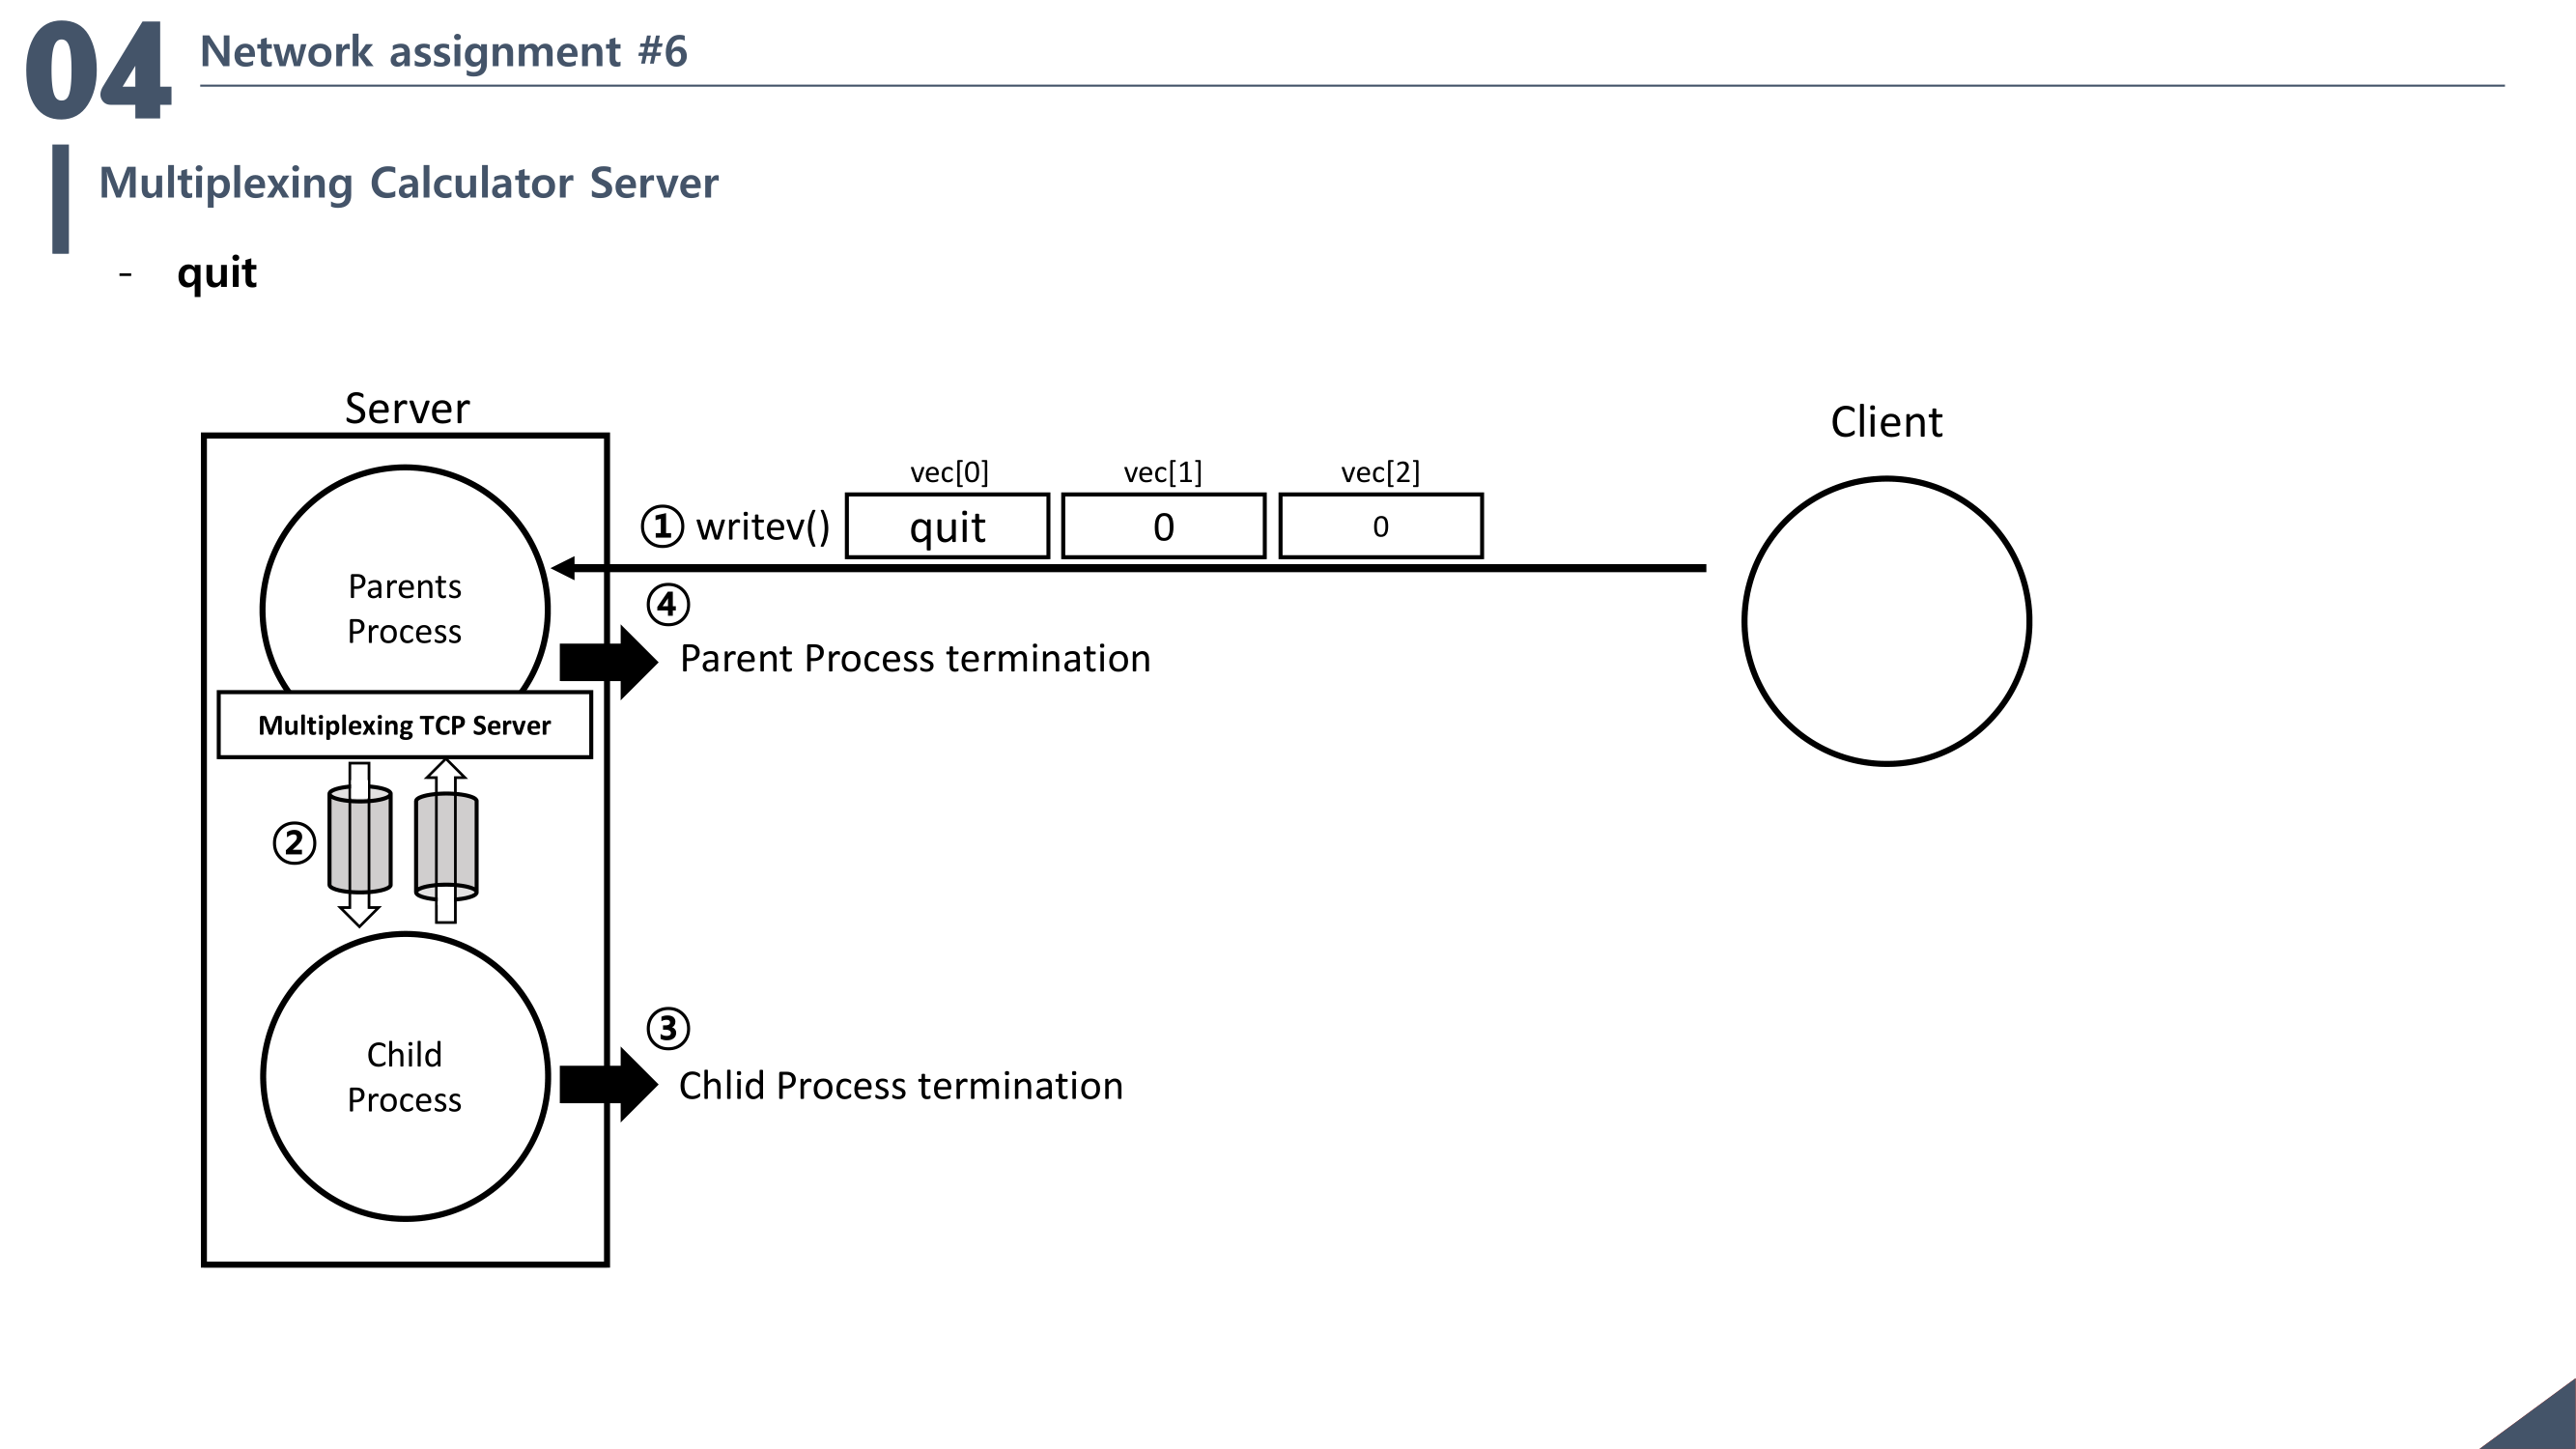 04
Network assignment #6
Multiplexing Calculator Server
- quit
Server
Client
vec[0]
vec[1]
vec[2]
① writev()
quit
0
0
Parents
Process
④
Parent Process termination
Multiplexing TCP Server
②
③
Child
Process
Chlid Process termination